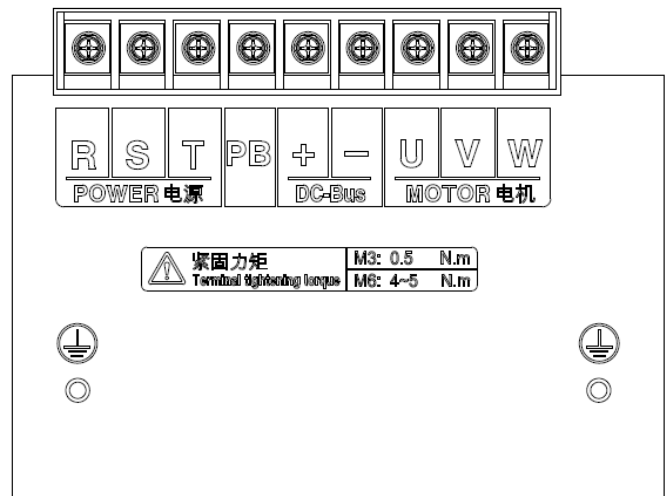 R S T PB + - U V W
POWER 电源 DC-Bus MOTOR 电机
紧固力矩 M3: 0.5 N.m
Terminal tightening torque M6: 4~5 N.m